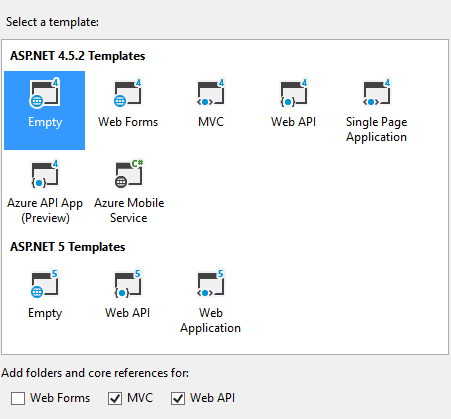 Select a template:
ASP.NET 4.5.2 Templates
4 4 4 4 4
Empty Web Forms MVC Web API Single Page
Application
4 C#
Azure API App Azure Mobile
(Preview) Service
ASP.NET 5 Templates
5 5 5
Empty Web API Web
Application
Add folders and core references for:
Web Forms MVC Web API